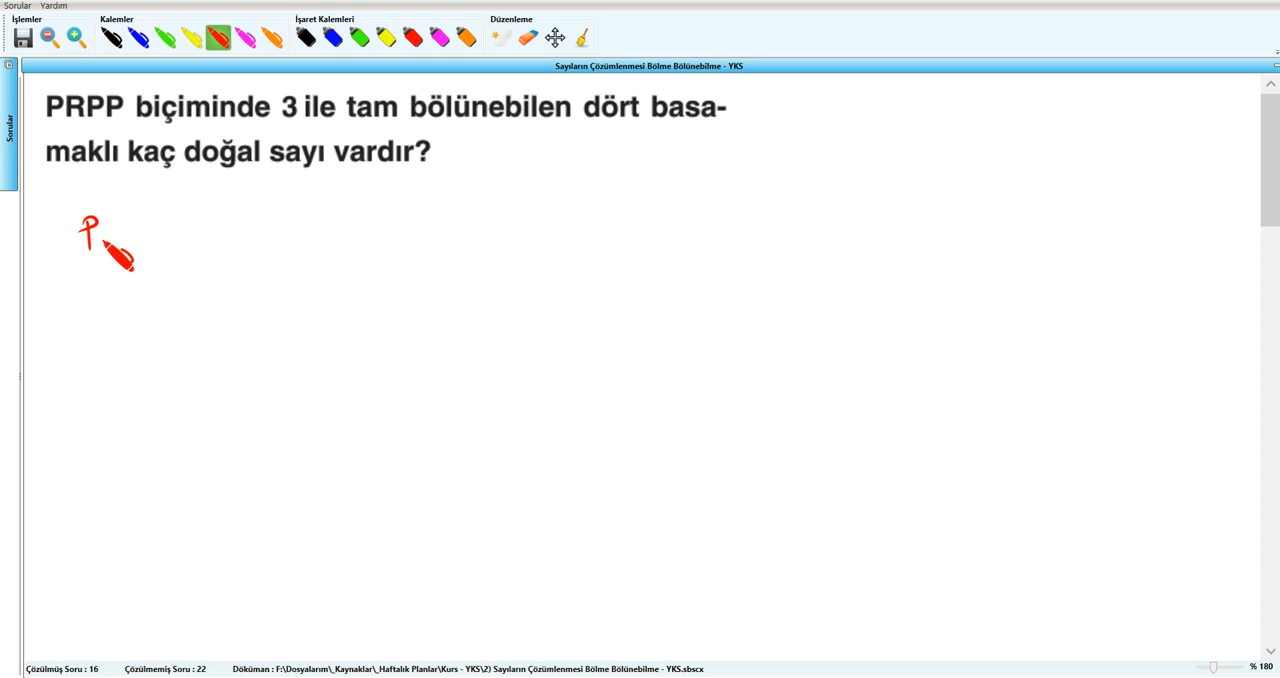 Sorular Yardım
İşlemler Kalemler İşaret Kalemleri Düzenleme
Sayıların Çözümlenmesi Bölme Bölünebilme - YKS
Sorular
PRPP biçiminde 3 ile tam bölünebilen dört basa-
maklı kaç doğal sayı vardır?
P
Çözülmüş Soru : 16 Çözülmemiş Soru : 22 Döküman : F:\Dosyalarım\_Kaynaklar\_Haftalık Planlar\Kurs - YKS\2) Sayıların Çözümlenmesi Bölme Bölünebilme - YKS.sbscx % 180